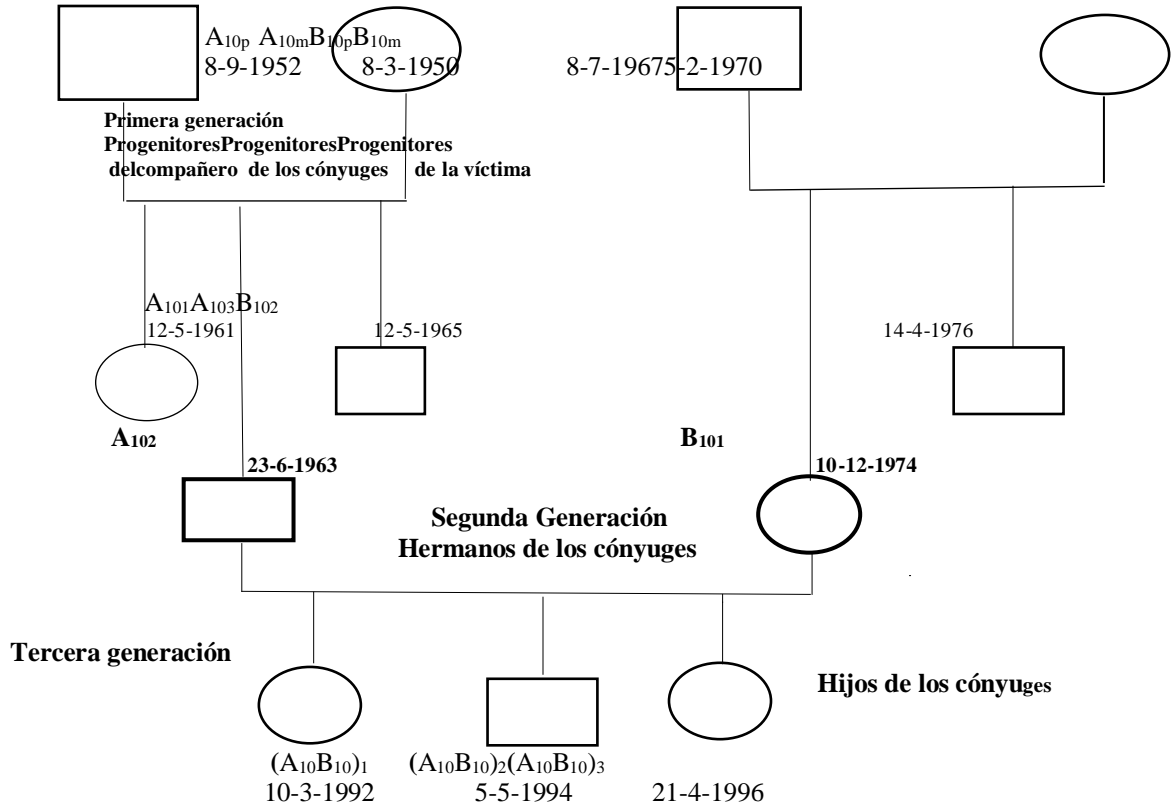 A10p A10mB10pB10m
8-9-1952 8-3-1950 8-7-19675-2-1970
Primera generación
ProgenitoresProgenitoresProgenitores
delcompañero de los cónyuges de la víctima
A101A103B102
12-5-1961 12-5-1965 14-4-1976
A102 B101
23-6-1963 10-12-1974
Segunda Generación
Hermanos de los cónyuges
Tercera generación
Hijos de los cónyuges
(A10B10)1 (A10B10)2(A10B10)3
10-3-1992 5-5-1994 21-4-1996